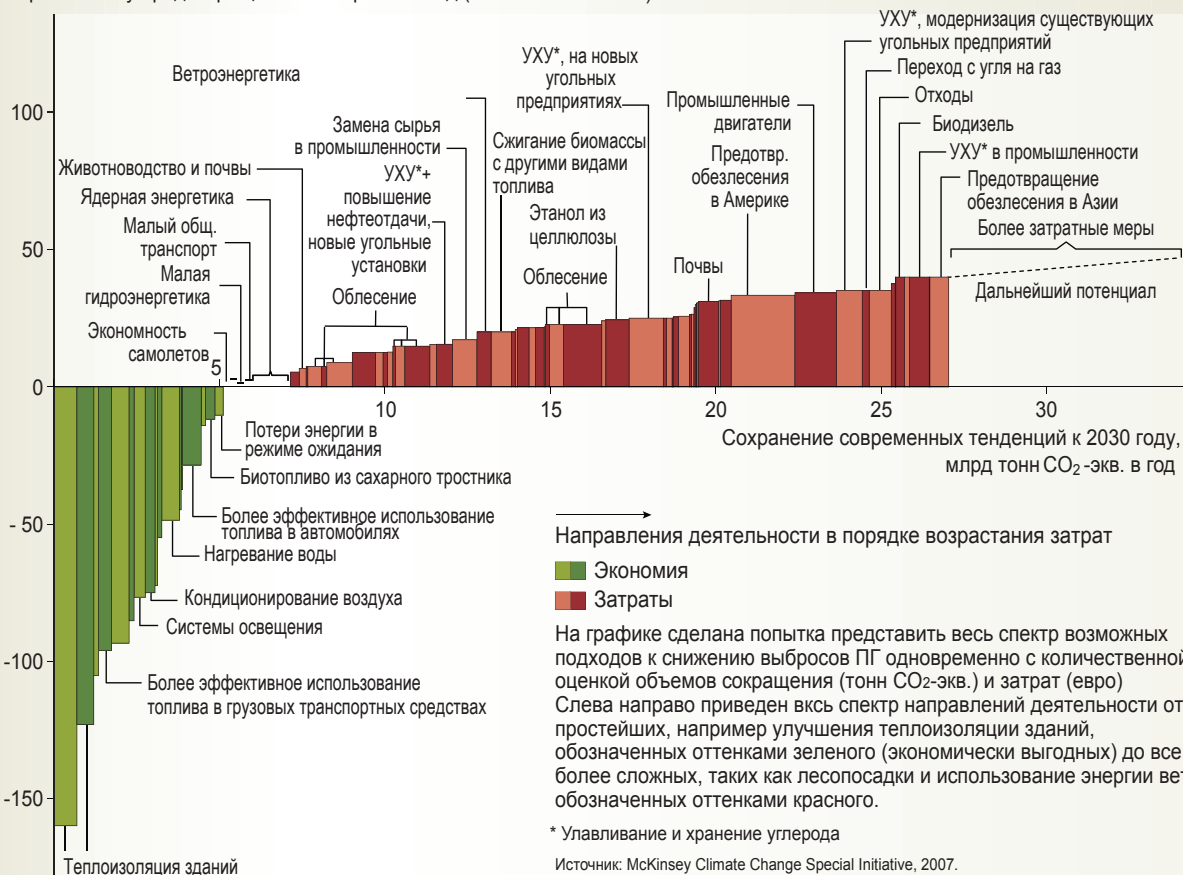 УХУ*, модернизация существующих
угольных предприятий
УХУ*, на новых
угольных
предприятиях
Ветроэнергетика
Переход с угля на газ
Отходы
Промышленные
двигатели
100
Замена сырья
в промышленности
Сжигание биомассы
с другими видами
топлива
Биодизель
УХУ* в промышленности
Животноводство и почвы
УХУ*+
повышение
нефтеотдачи,
новые угольные
установки
Предотв.
обезлесения
в Америке
Предотвращение
обезлесения в Азии
Ядерная энергетика
Этанол из
целлюлозы
Малый общ.
транспорт
Более затратные меры
50
Малая
гидроэнергетика
Облесение
Облесение
Почвы
Дальнейший потенциал
Экономность
самолетов
5
0
10
15
20
25
30
Сохранение современных тенденций к 2030 году,
млрд тонн CO2 -экв. в год
Потери энергии в
режиме ожидания
Биотопливо из сахарного тростника
- 50
Более эффективное использование
топлива в автомобилях
Нагревание воды
Кондиционирование воздуха
Системы освещения
-100
Более эффективное использование
топлива в грузовых транспортных средствах
-150
Теплоизоляция зданий
Направления деятельности в порядке возрастания затрат
Экономия
Затраты
На графике сделана попытка представить весь спектр возможных
подходов к снижению выбросов ПГ одновременно с количественной
оценкой объемов сокращения (тонн CO2-экв.) и затрат (евро)
Слева направо приведен вксь спектр направлений деятельности от
простейших, например улучшения теплоизоляции зданий,
обозначенных оттенками зеленого (экономически выгодных) до все
более сложных, таких как лесопосадки и использование энергии
обозначенных оттенками красного.
* Улавливание и хранение углерода
Источник: McKinsey Climate Change Special Initiative, 2007.